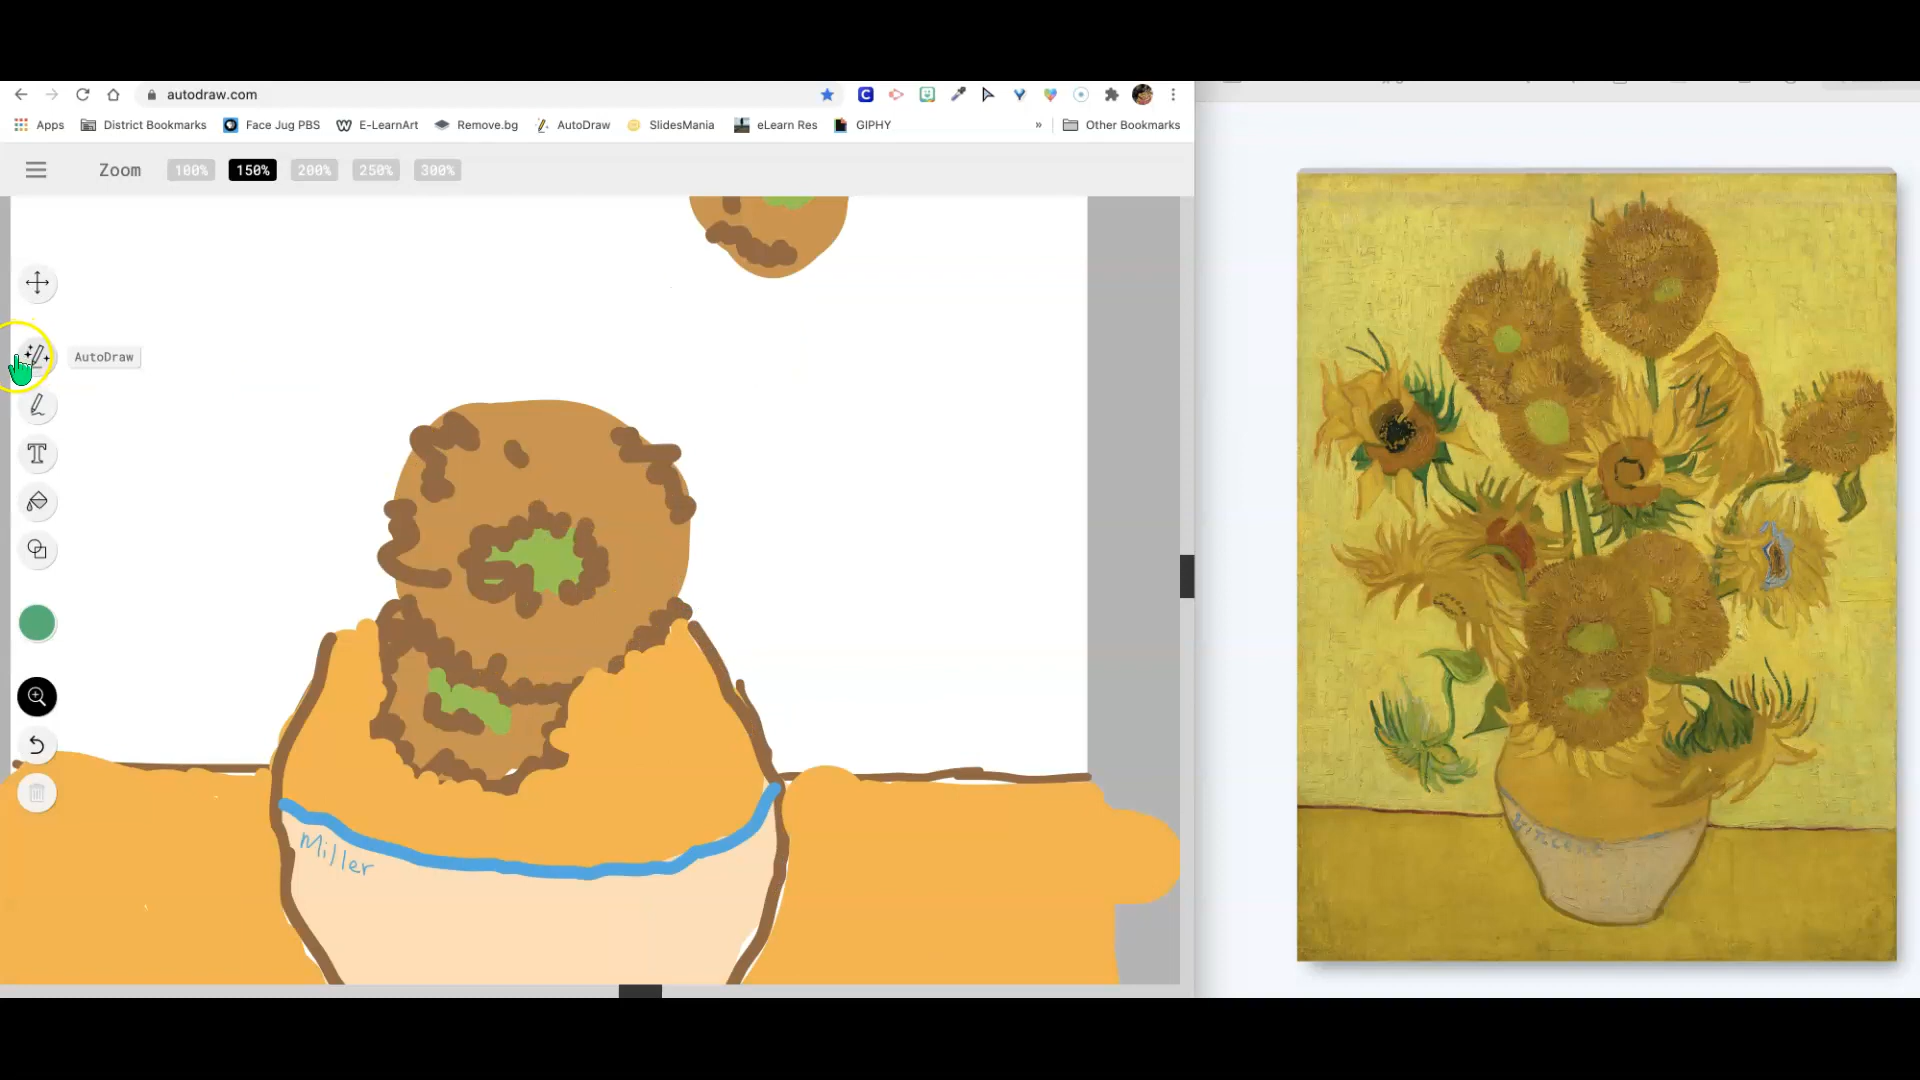 autodraw.com
Apps District Bookmarks Face Jug PBS E-LearnArt Remove.bg AutoDraw SlidesMania eLearn Res GIPHY » Other Bookmarks
Zoom 100% 150% 200% 250% 300%
AutoDraw
Miller
Vincent